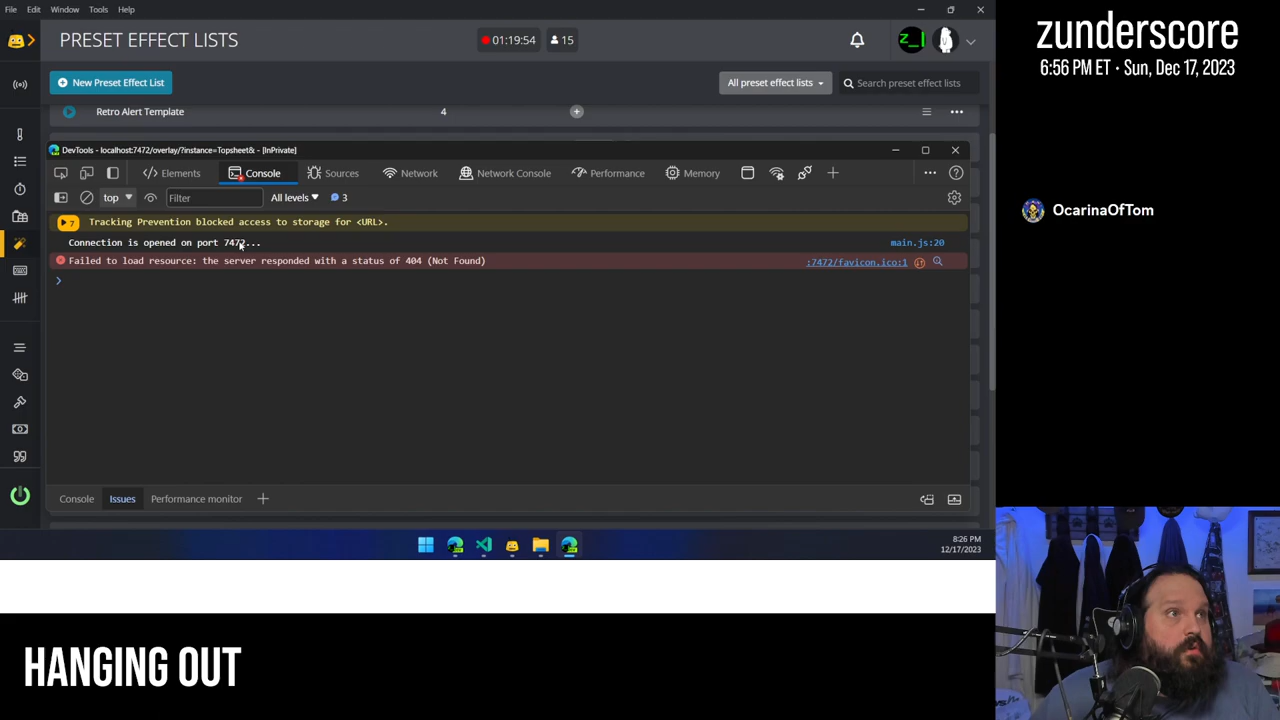 File Edit Window Tools Help
PRESET EFFECT LISTS
01:19:54
15
z_
New Preset Effect List
All preset effect lists
Search preset effect lists
Retro Alert Template
4
DevTools - localhost:7472/overlay/?instance=Topsheet& - [InPrivate]
Elements
Console
Sources
Network
Network Console
Performance
Memory
top
Filter
All levels
3
7
Tracking Prevention blocked access to storage for <URL>.
Connection is opened on port 7472...
main.js:20
Failed to load resource: the server responded with a status of 404 (Not Found)
:7472/favicon.ico:1
Console
Issues
Performance monitor
8:26 PM
12/17/2023
HANGING OUT
zunderscore
6:56 PM ET · Sun, Dec 17, 2023
OcarinaOfTom